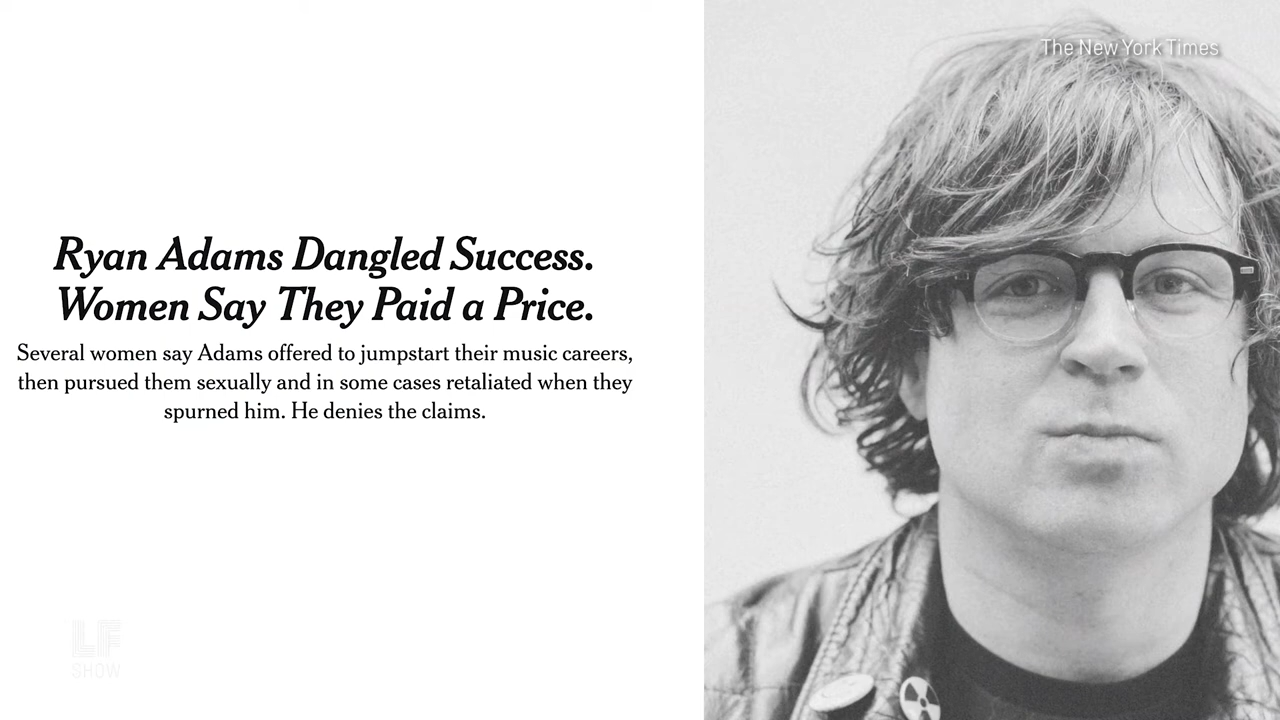 The New York Times
Ryan Adams Dangled Success.
Women Say They Paid a Price.
Several women say Adams offered to jumpstart their music careers,
then pursued them sexually and in some cases retaliated when they
spurned him. He denies the claims.
LF
SHOW